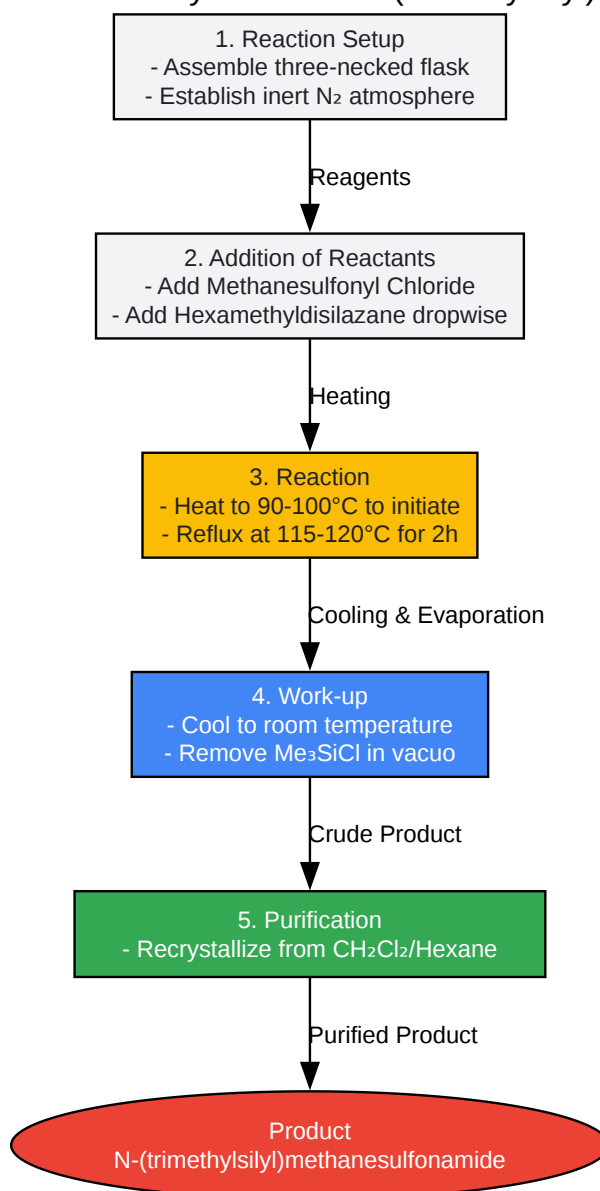 1. Reaction Setup
- Assemble three-necked flask
- Establish inert N₂ atmosphere
Reagents
2. Addition of Reactants
- Add Methanesulfonyl Chloride
- Add Hexamethyldisilazane dropwise
Heating
3. Reaction
- Heat to 90-100°C to initiate
- Reflux at 115-120°C for 2h
Cooling & Evaporation
4. Work-up
- Cool to room temperature
- Remove Me₃SiCl in vacuo
Crude Product
5. Purification
- Recrystallize from CH₂Cl₂/Hexane
Purified Product
Product
N-(trimethylsilyl)methanesulfonamide